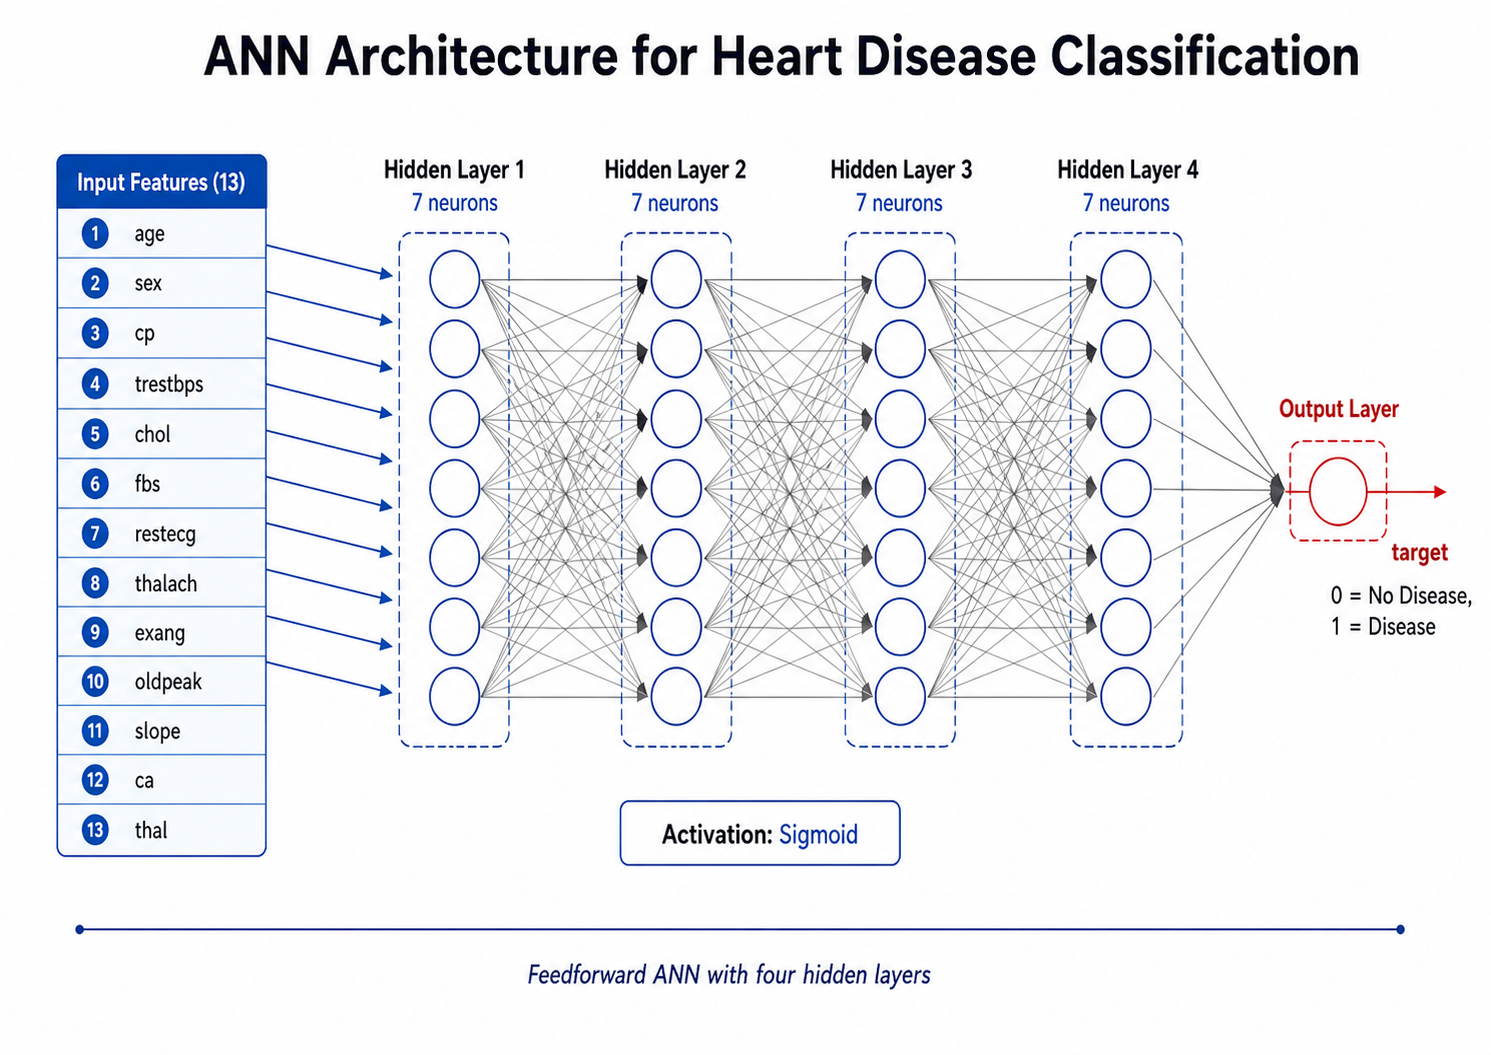 ANN Architecture for Heart Disease Classification
Input Features (13)
1 age
2 sex
3 cp
4 trestbps
5 chol
6 fbs
7 restecg
8 thalach
9 exang
10 oldpeak
11 slope
12 ca
13 thal
Hidden Layer 1
7 neurons
Hidden Layer 2
7 neurons
Hidden Layer 3
7 neurons
Hidden Layer 4
7 neurons
Output Layer
target
0 = No Disease,
1 = Disease
Activation: Sigmoid
Feedforward ANN with four hidden layers